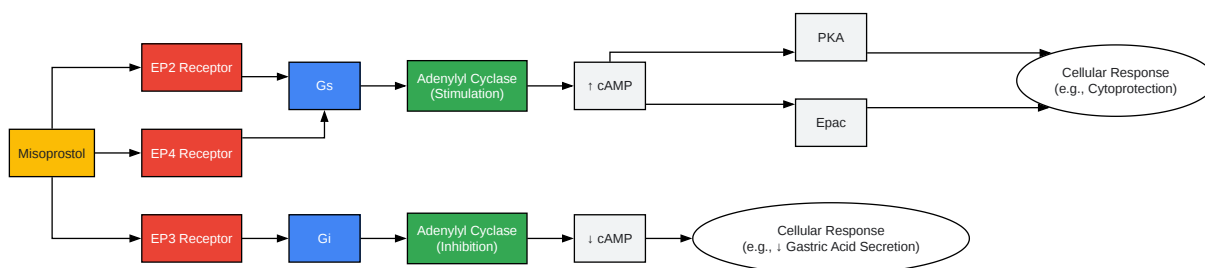 PKA
EP2 Receptor
Gs
Adenylyl Cyclase
(Stimulation)
↑ cAMP
Cellular Response
(e.g., Cytoprotection)
Epac
Misoprostol
EP4 Receptor
EP3 Receptor
Gi
Adenylyl Cyclase
(Inhibition)
↓ cAMP
Cellular Response
(e.g., ↓ Gastric Acid Secretion)